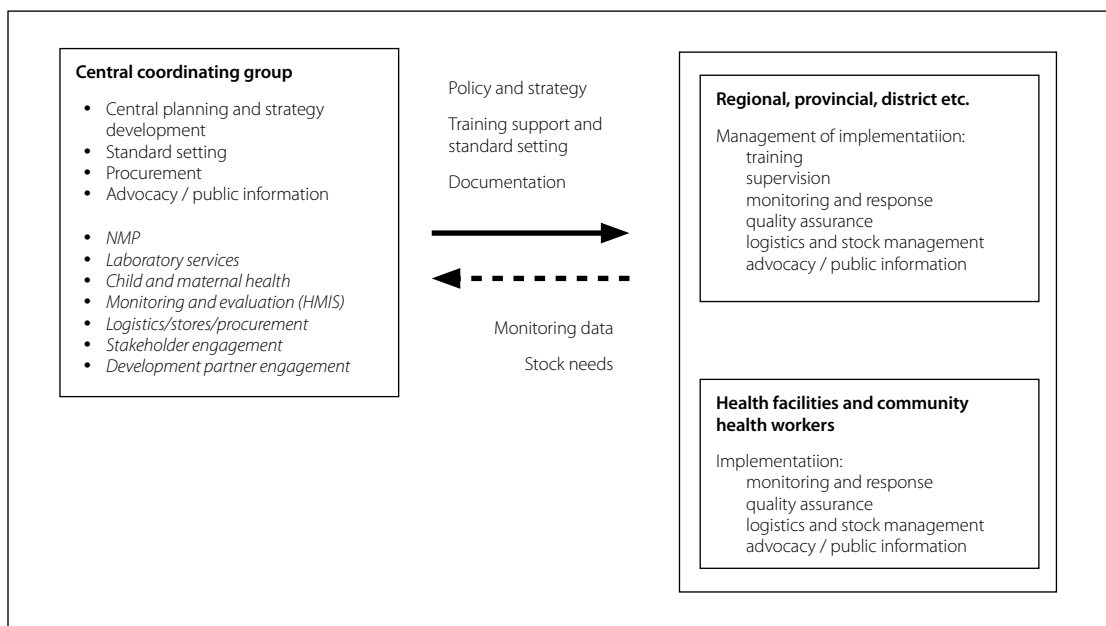 Central coordinating group
• Central planning and strategy
development
• Standard setting
• Procurement
• Advocacy / public information
• NMP
• Laboratory services
• Child and maternal health
• Monitoring and evaluation (HMIS)
• Logistics/stores/procurement
• Stakeholder engagement
• Development partner engagement
Policy and strategy
Training support and
standard setting
Documentation
Monitoring data
Stock needs
Regional, provincial, district etc.
Management of implementatiion:
training
supervision
monitoring and response
quality assurance
logistics and stock management
advocacy / public information
Health facilities and community
health workers
Implementatiion:
monitoring and response
quality assurance
logistics and stock management
advocacy / public information